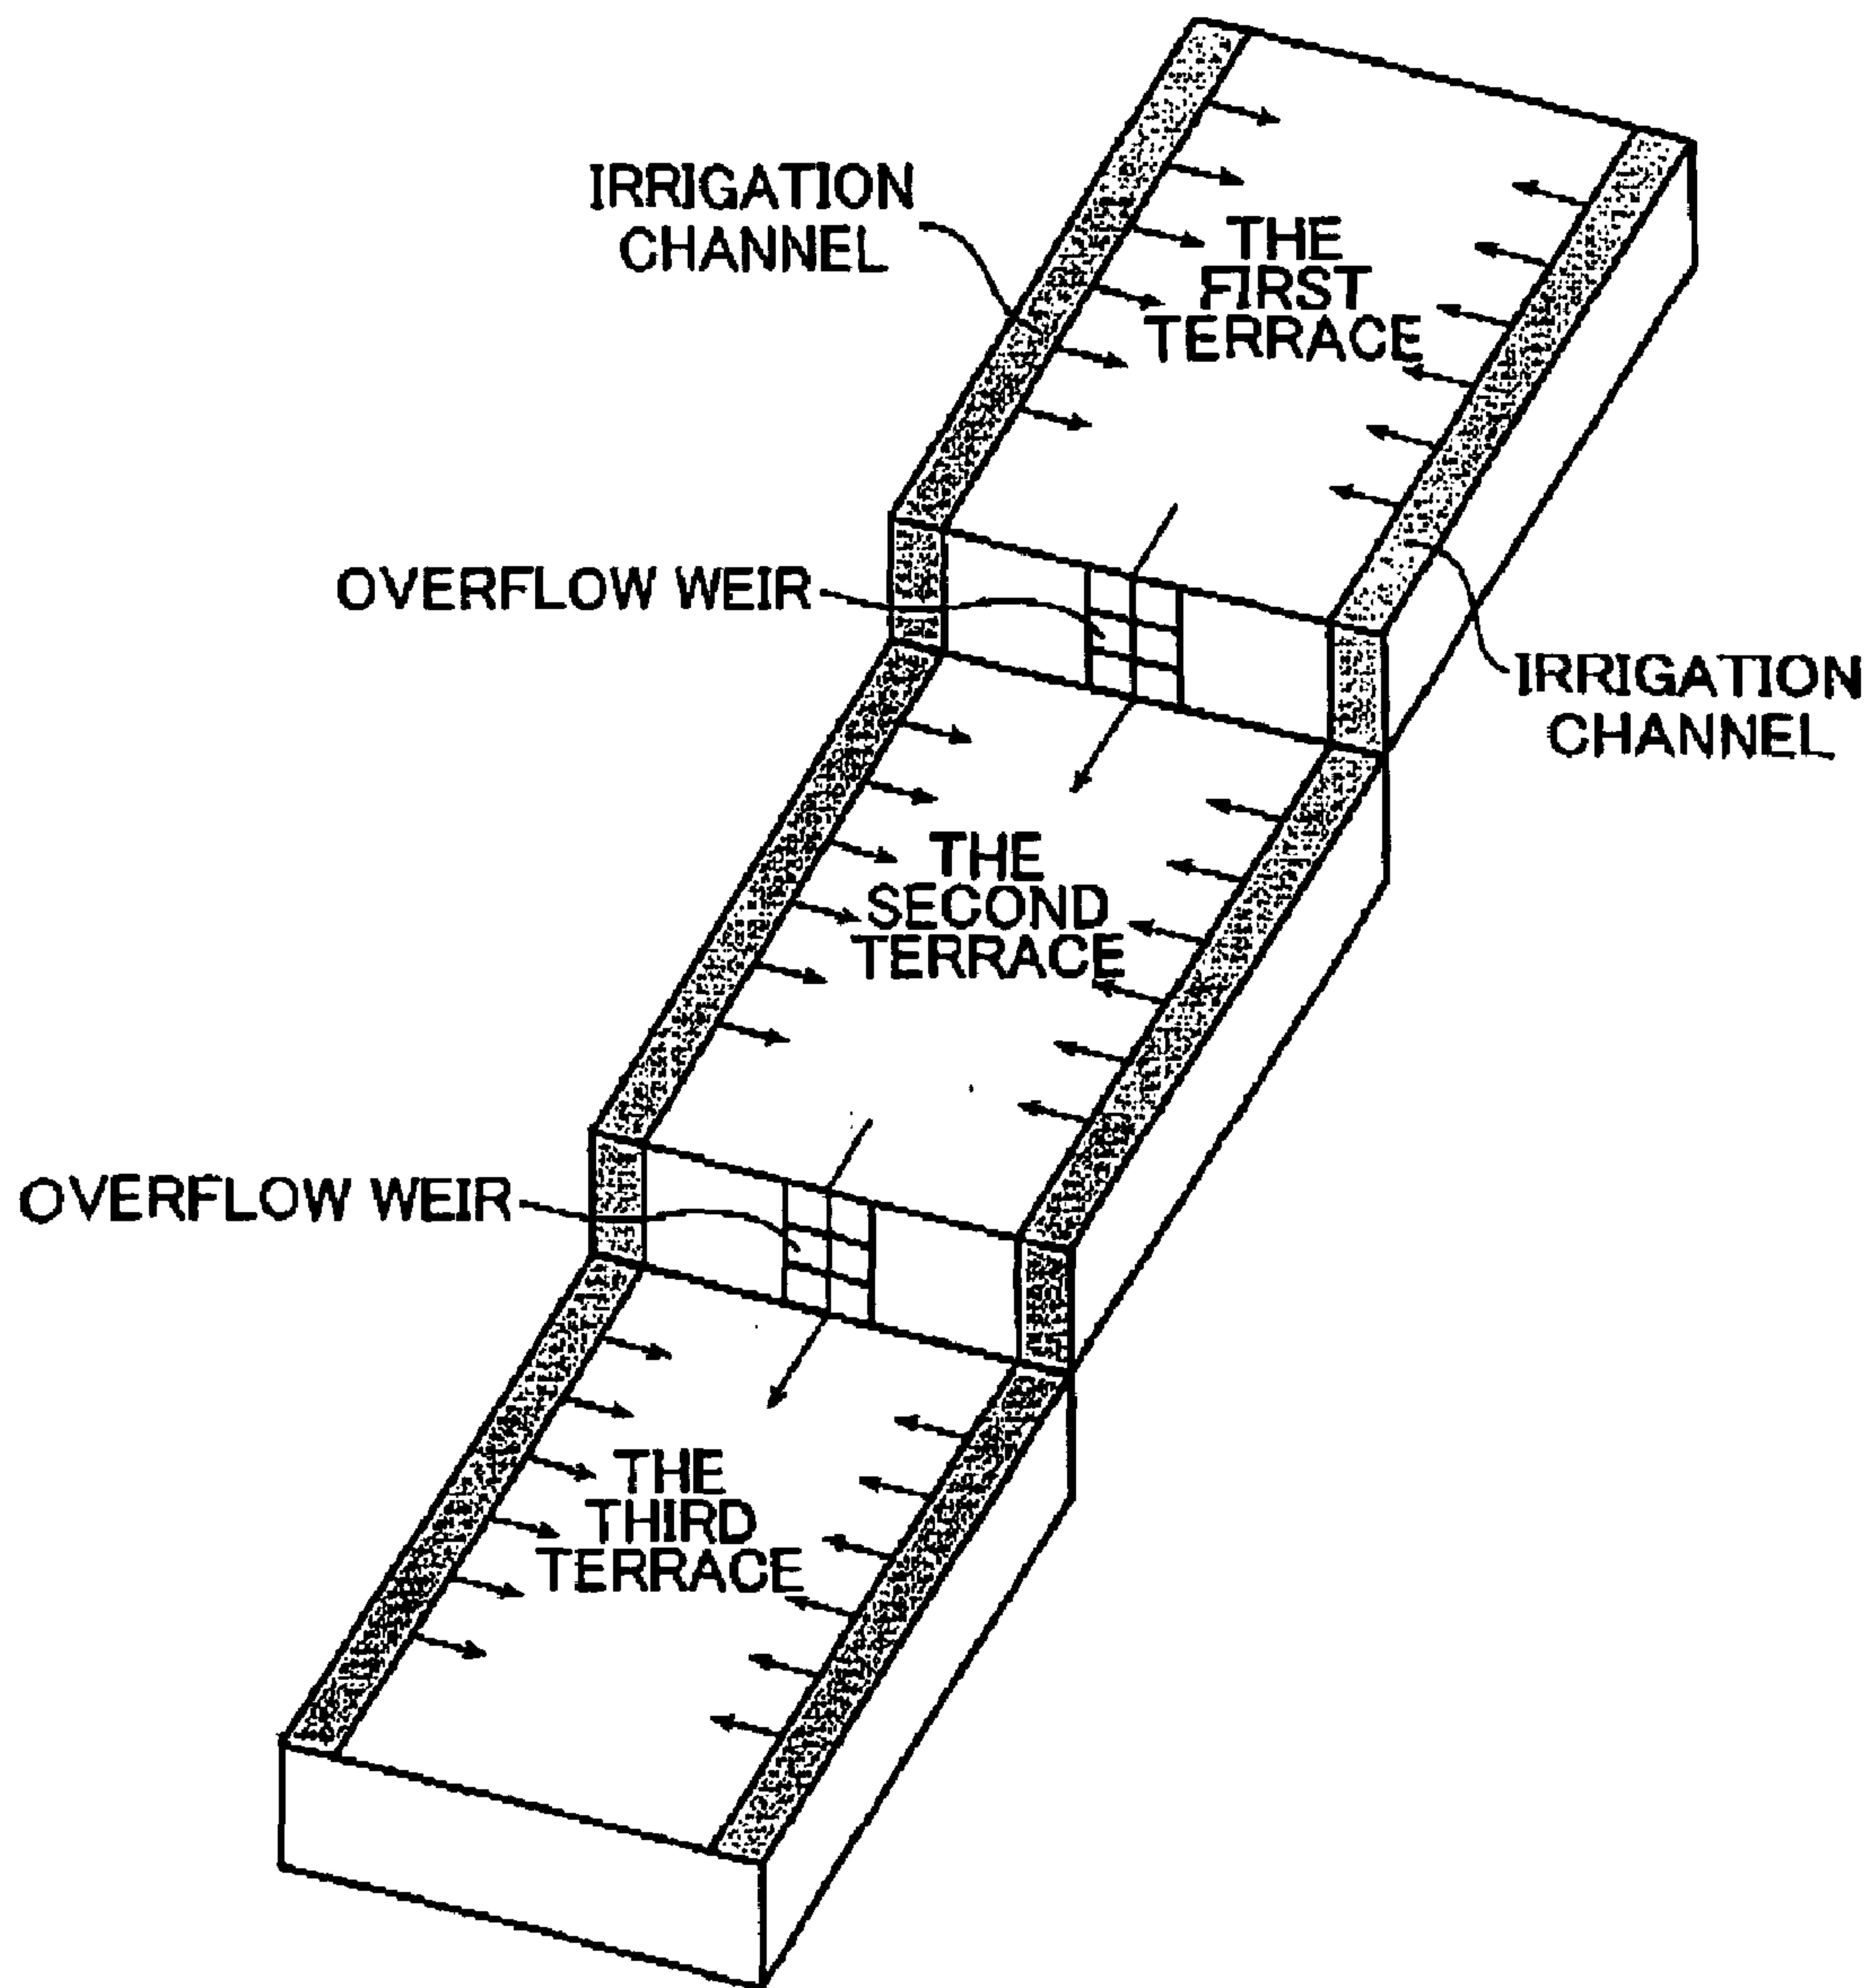 IRRIGATION
CHANNEL
THE
FIRST
TERRACE
OVERFLOW WEIR
IRRIGATION
CHANNEL
THE
SECOND
TERRACE
OVERFLOW WEIR
THE
THIRD
TERRACE